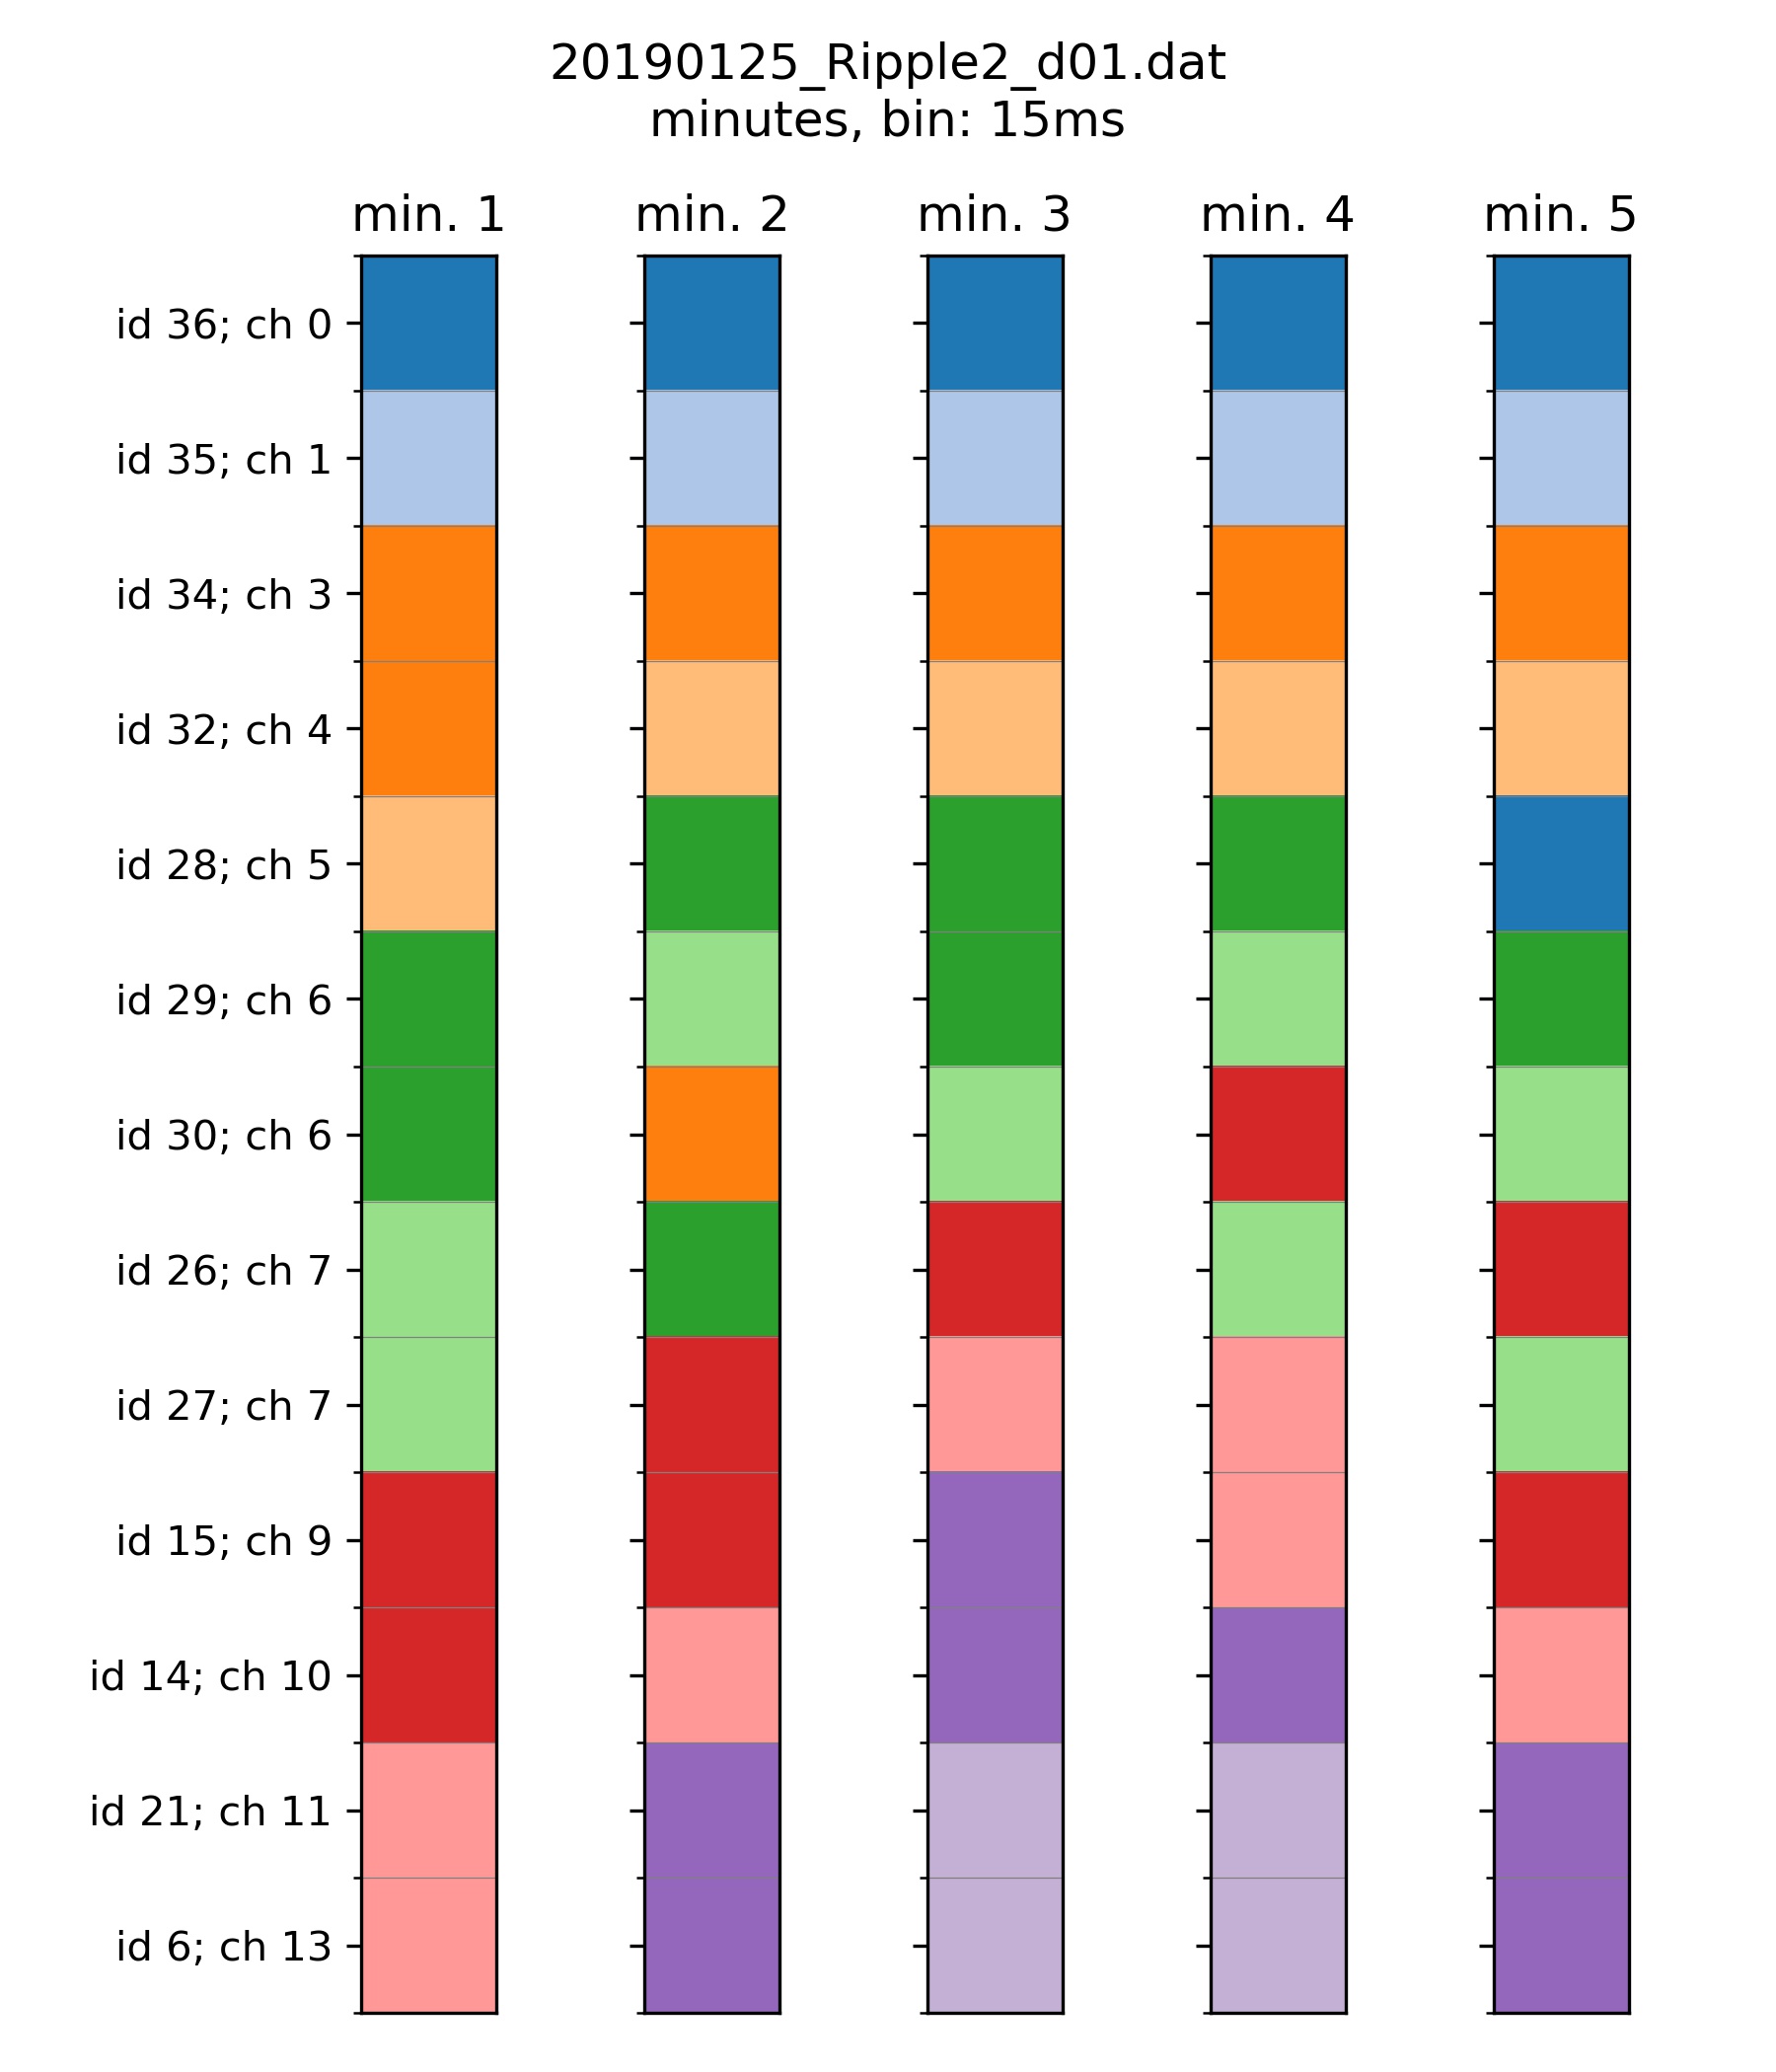 20190125_Ripple2_d01.dat
minutes, bin: 15ms
min. 1 min. 2 min. 3 min. 4 min. 5
id 36; ch 0
id 35; ch 1
id 34; ch 3
id 32; ch 4
id 28; ch 5
id 29; ch 6
id 30; ch 6
id 26; ch 7
id 27; ch 7
id 15; ch 9
id 14; ch 10
id 21; ch 11
id 6; ch 13